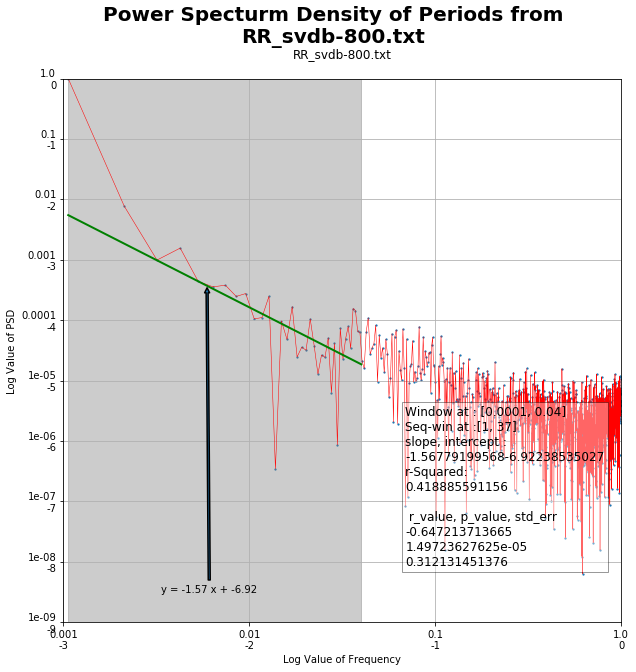 Power Specturm Density of Periods from
RR_svdb-800.txt
RR_svdb-800.txt
Log Value of PSD
1.0
0
0.1
-1
0.01
-2
0.001
-3
0.0001
-4
1e-05
-5
1e-06
-6
1e-07
-7
1e-08
-8
1e-09
-9
Window at : [0.0001, 0.04]
Seq-win at :[1, 37]
slope, intercept :
-1.56779199568-6.92238535027
r-Squared:
0.418885591156
r_value, p_value, std_err
-0.647213713665
1.49723627625e-05
0.312131451376
y = -1.57 x + -6.92
0.001
-3
0.01
-2
0.1
-1
1.0
0
Log Value of Frequency